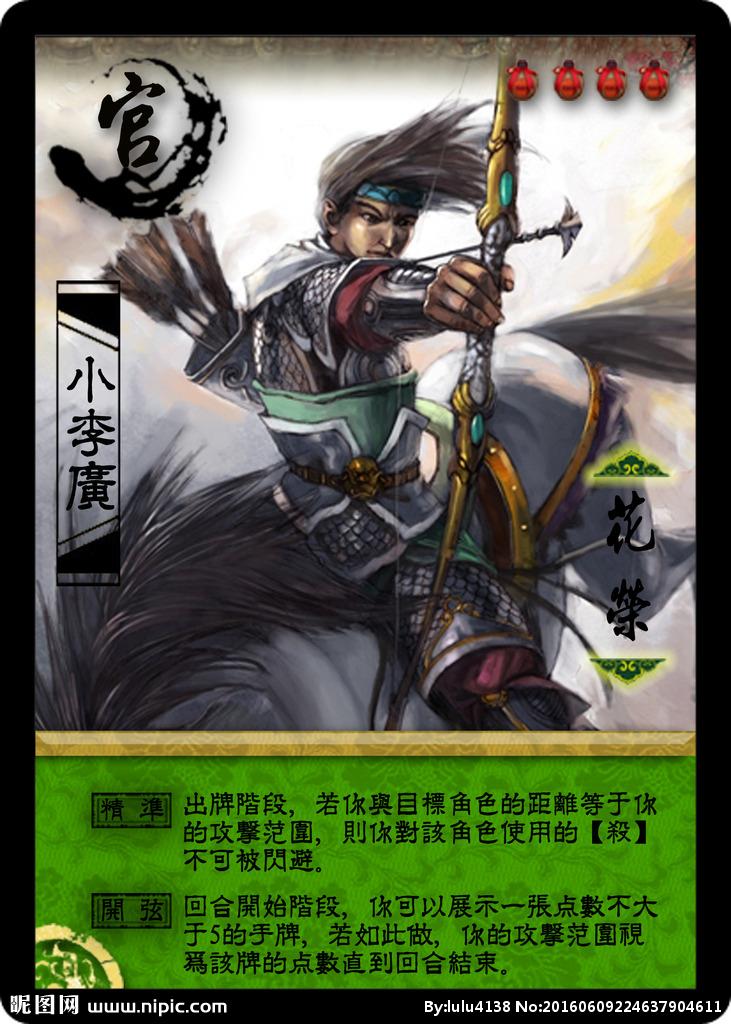 官
小李廣
花榮
精準
出牌階段，若你與目標角色的距離等于你
的攻擊范圍，則你對該角色使用的【殺】
不可被閃避。
開弦
回合開始階段，你可以展示一張点數不大
于5的手牌，若如此做，你的攻擊范圍視
爲該牌的点數直到回合結束。
昵图网 www.nipic.com
By:lulu4138 No:20160609224637904611